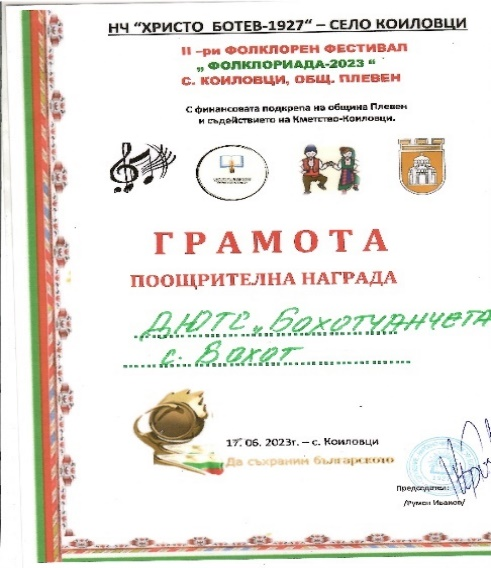 НЧ “ХРИСТО БОТЕВ-1927“ – СЕЛО КОИЛОВЦИ
II –ри ФОЛКЛОРЕН ФЕСТИВАЛ
„ ФОЛКЛОРИАДА-2023 “
С. КОИЛОВЦИ, ОБЩ. ПЛЕВЕН
С финансовата подкрепа на община Плевен
и съдействието на Кметство-Коиловци.
ГРАМОТА
ПООЩРИТЕЛНА НАГРАДА
ДЮТС „Бохотчанчета
с. Бохот
17. 06. 2023г. – с. Коиловци
Да съхраним българското
Председател:
/Румен Иванов/